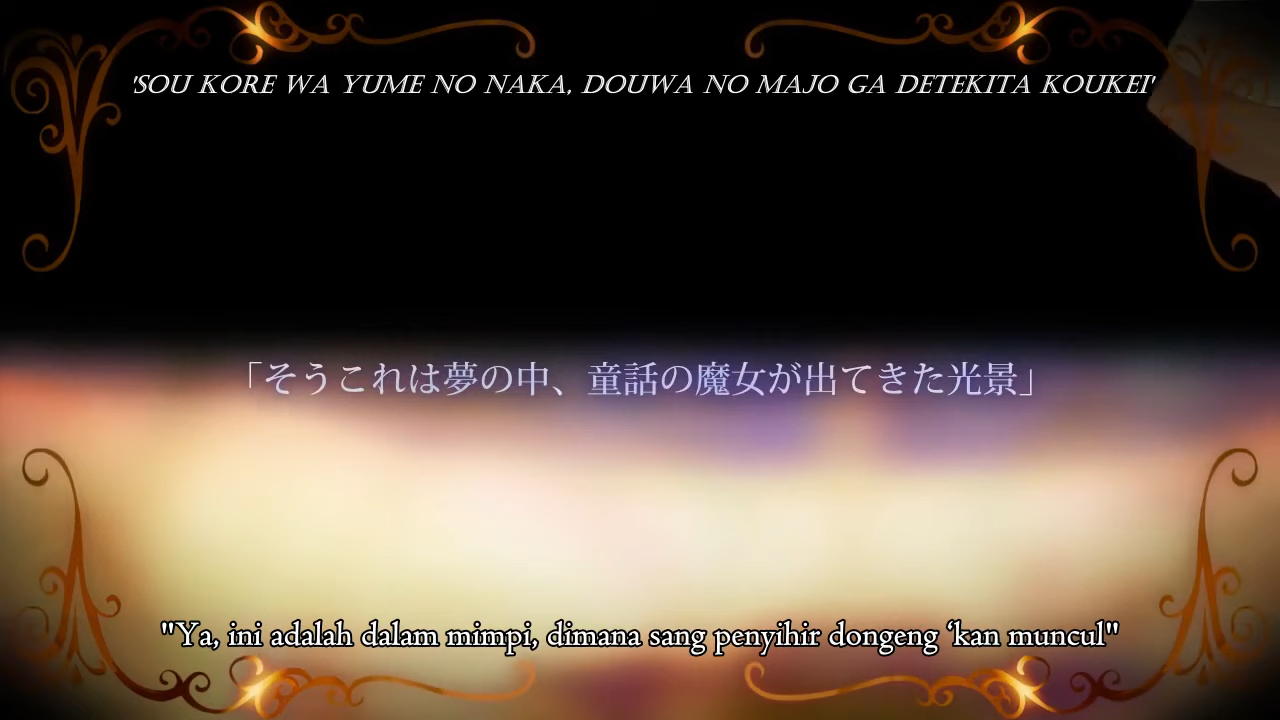 'SOU KORE WA YUME NO NAKA, DOUWA NO MAJO GA DETEKITA KOUKEI'
「そうこれは夢の中、童話の魔女が出てきた光景」
"Ya, ini adalah dalam mimpi, dimana sang penyihir dongeng ‘kan muncul"